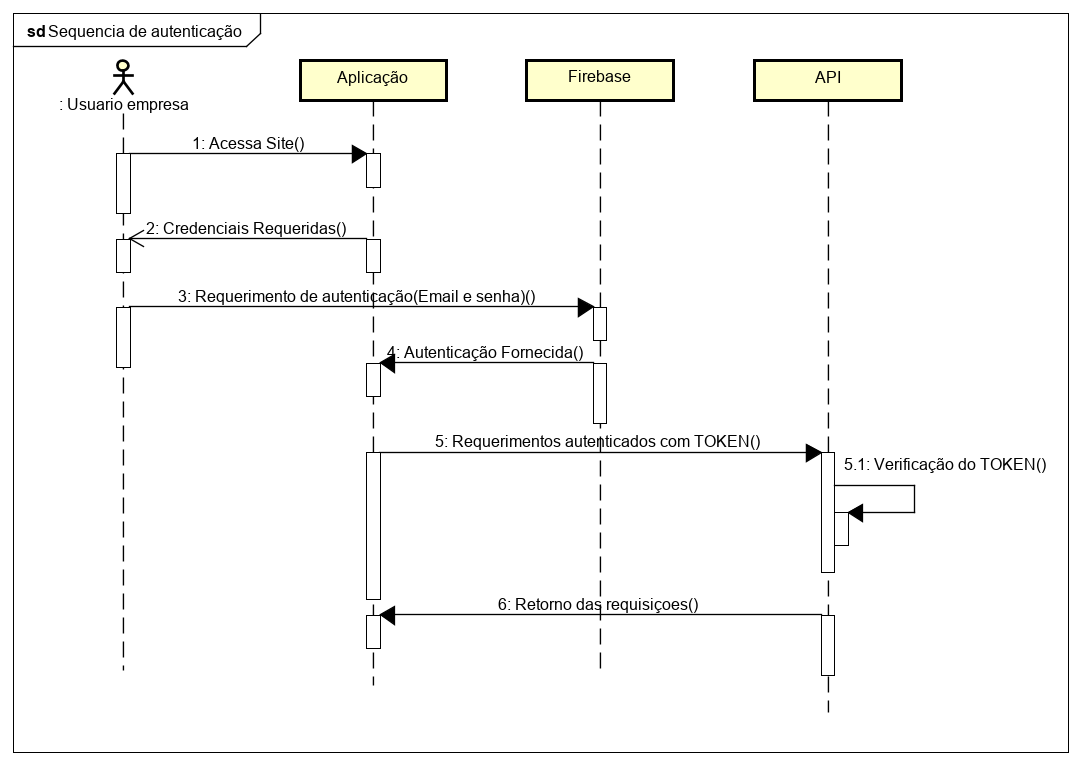 sd Sequencia de autenticação
: Usuario empresa
Aplicação
Firebase
API
1: Acessa Site()
2: Credenciais Requeridas()
3: Requerimento de autenticação(Email e senha)()
4: Autenticação Fornecida()
5: Requerimentos autenticados com TOKEN()
5.1: Verificação do TOKEN()
6: Retorno das requisiçoes()